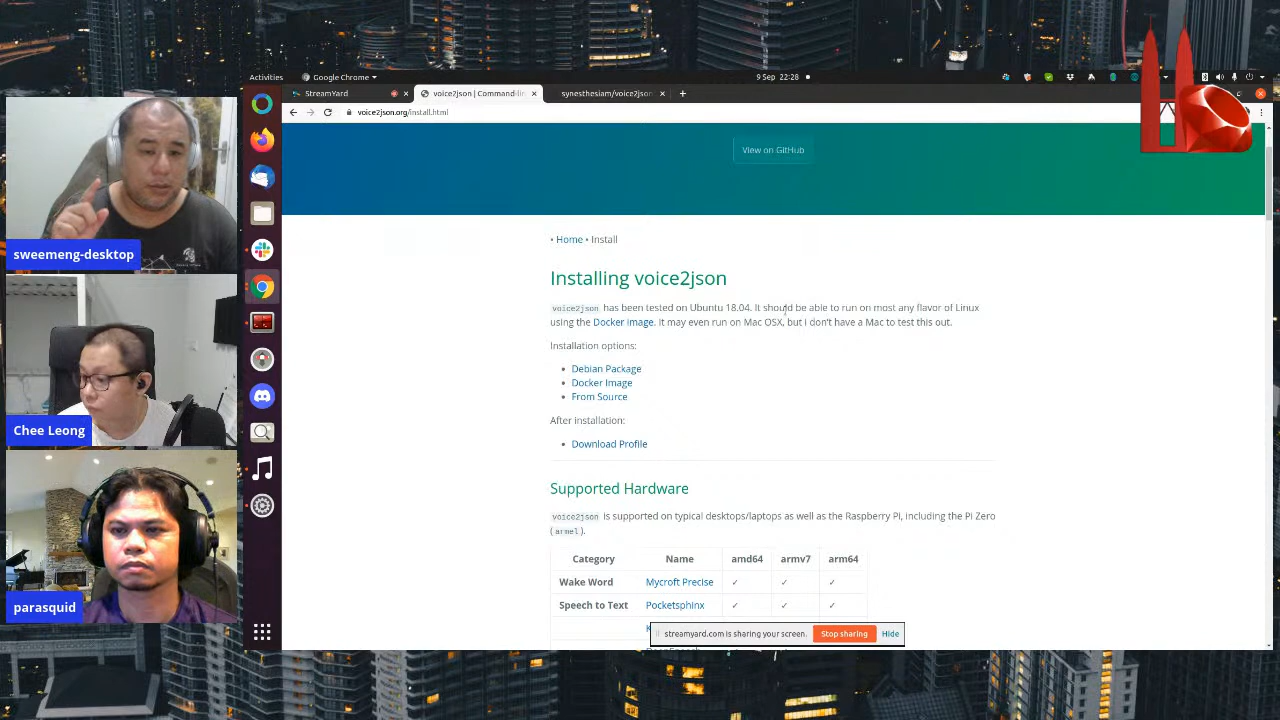 Activities
Google Chrome
9 Sep 22:28
StreamYard
voice2json | Command-lin
synesthesiam/voice2json
voice2json.org/install.html
View on GitHub
• Home • Install
Installing voice2json
voice2json has been tested on Ubuntu 18.04. It should be able to run on most any flavor of Linux
using the Docker image. It may even run on Mac OSX, but I don't have a Mac to test this out.
Installation options:
Debian Package
Docker Image
From Source
After installation:
Download Profile
Supported Hardware
voice2json is supported on typical desktops/laptops as well as the Raspberry Pi, including the Pi Zero
(armel).
Category Name amd64 armv7 arm64
Wake Word Mycroft Precise ✓ ✓ ✓
Speech to Text Pocketsphinx ✓ ✓ ✓
streamyard.com is sharing your screen. Stop sharing Hide
sweemeng-desktop
Chee Leong
parasquid